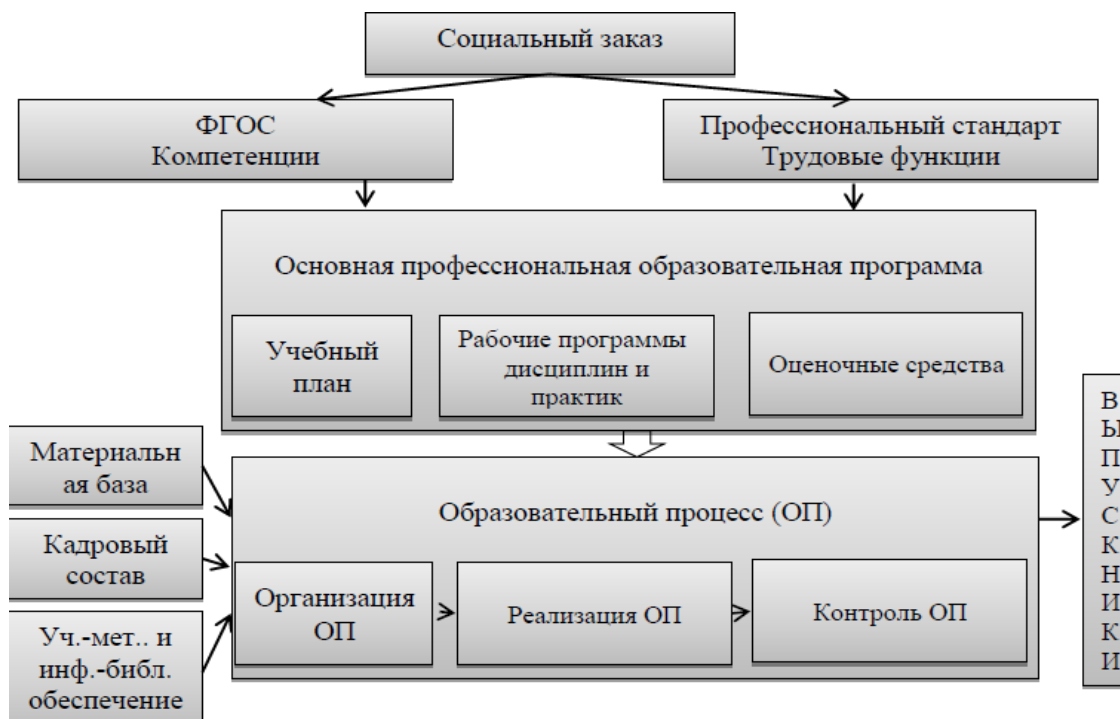 Социальный заказ
ФГОС
Компетенции
Профессиональный стандарт
Трудовые функции
Основная профессиональная образовательная программа
Учебный
план
Рабочие программы
дисциплин и
практик
Оценочные средства
Материальн
ая база
Кадровый
состав
Уч.-мет.. и
инф.-библ.
обеспечение
Образовательный процесс (ОП)
Организация
ОП
Реализация ОП
Контроль ОП
В
Ы
П
У
С
К
Н
И
К
И